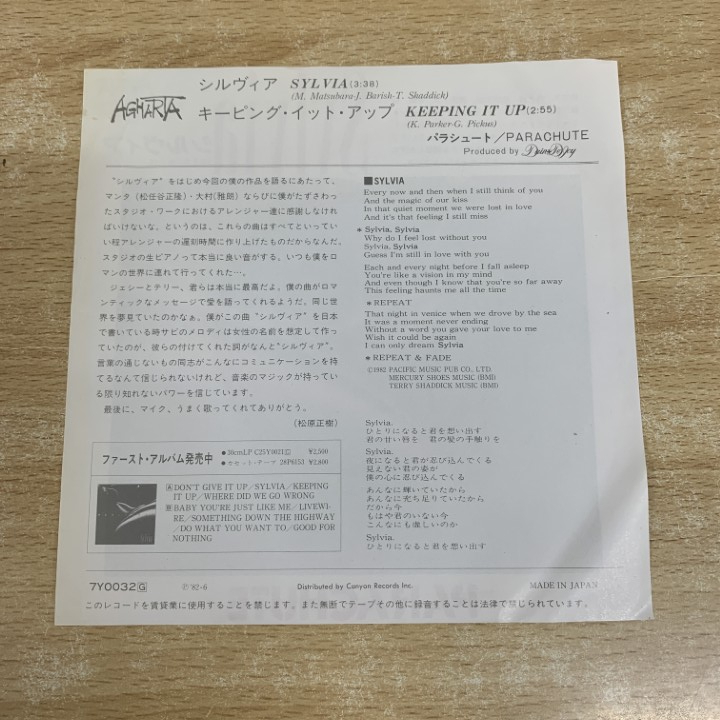 AGHARTA
シルヴィア SYLVIA(3:38)
(M. Matsubara-J. Barish-T. Shaddick)
キーピング・イット・アップ KEEPING IT UP(2:55)
(K. Parker-G. Pickus)
パラシュート／PARACHUTE
Produced by
“シルヴィア”をはじめ今回の僕の作品を語るにあたって、
マンタ(松任谷正隆)・大村(雅朗)ならびに僕がたずさわっ
たスタジオ・ワークにおけるアレンジャー達に感謝しなけれ
ばいけないな、というのは、これらの曲はすべてといってい
い程アレンジャーの遅刻時間に作り上げたものだからなんだ。
スタジオの生ピアノって本当に良い音がする、いつも僕をロ
マンの世界に連れて行ってくれた…。
ジェシーとテリー、君らは本当に最高だよ。僕の曲がロマ
ンティックなメッセージで愛を語ってくれるようだ、同じ世
界を夢見ていたのかなぁ。僕がこの曲“シルヴィア”を日本
で書いている時サビのメロディは女性の名前を想定して作っ
ていたのが、彼らの付けてくれた詞がなんと“シルヴィア”。
言葉の通じないもの同志がこんなにコミュニケーションを持
てるなんて信じられないけれど、音楽のマジックが持ってい
る限り知れないパワーを信じています。
最後に、マイク、うまく歌ってくれてありがとう。
(松原正樹)
ファースト・アルバム発売中
●30cmLP C25Y0021 ¥2,500
●カセット・テープ 28P6153 ¥2,800
Ⓐ DON'T GIVE IT UP／SYLVIA／KEEPING
IT UP／WHERE DID WE GO WRONG
Ⓑ BABY YOU'RE JUST LIKE ME／LIVEWI-
RE／SOMETHING DOWN THE HIGHWAY
／DO WHAT YOU WANT TO／GOOD FOR
NOTHING
■SYLVIA
Every now and then when I still think of you
And the magic of our kiss
In that quiet moment we were lost in love
And it's that feeling I still miss
* Sylvia, Sylvia
Why do I feel lost without you
Sylvia, Sylvia
Guess I'm still in love with you
Each and every night before I fall asleep
You're like a vision in my mind
And even though I know that you're so far away
This feeling haunts me all the time
* REPEAT
That night in venice when we drove by the sea
It was a moment never ending
Without a word you gave your love to me
Wish it could be again
I can only dream Sylvia
* REPEAT & FADE
©1982 PACIFIC MUSIC PUB CO. LTD.
MERCURY SHOES MUSIC (BMI)
TERRY SHADDICK MUSIC (BMI)
Sylvia.
ひとりになると君を想い出す
君の甘い唇を 君の髪の手触りを
Sylvia.
夜になると君が忍び込んでくる
見えない君の姿が
僕の心に忍び込んでくる
あんなに輝いていたから
あんなに充ち足りていたから
だから今
もはや君のいない今
こんなにも虚しいのか
Sylvia.
ひとりになると君を想い出す
7Y0032 G
Ⓟ '82・6
Distributed by Canyon Records Inc.
MADE IN JAPAN
このレコードを賃貸業に使用することを禁じます。また無断でテープその他に録音することは法律で禁じられています。